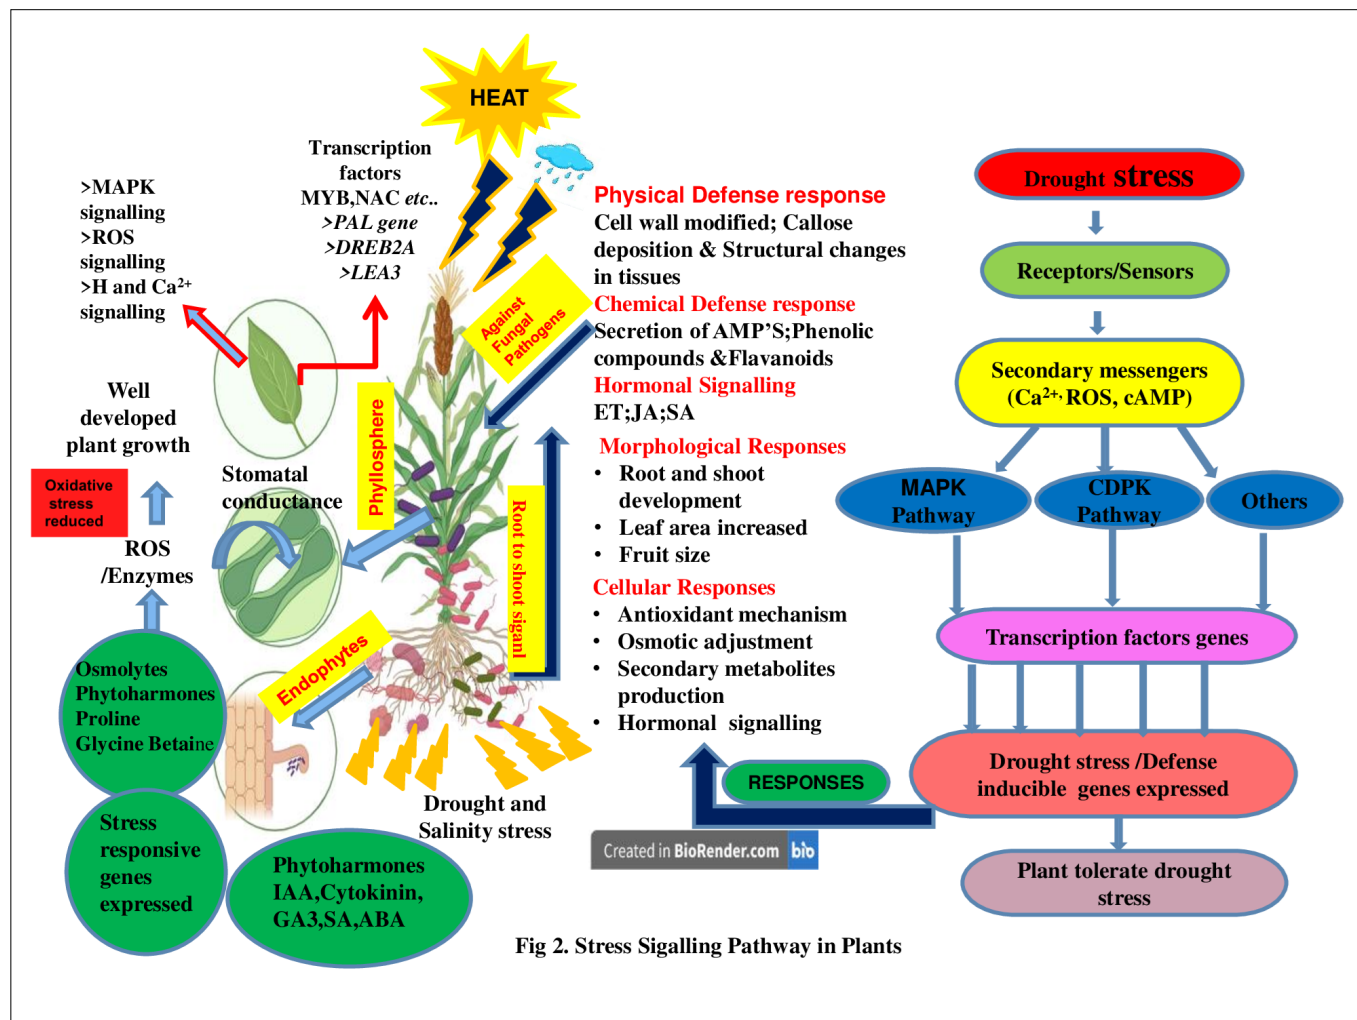 HEAT
Transcription
factors
MYB,NAC etc..
>PAL gene
>DREB2A
>LEA3
>MAPK
signalling
>ROS
signalling
>H and Ca2+
signalling
Well
developed
plant growth
Oxidative
stress
reduced
ROS
/Enzymes
Stomatal
conductance
Phyllosphere
Against
Fungal
Pathogens
Root to shoot siganl
Endophytes
Osmolytes
Phytoharmones
Proline
Glycine Betaine
Stress
responsive
genes
expressed
Phytoharmones
IAA,Cytokinin,
GA3,SA,ABA
Drought and
Salinity stress
Physical Defense response
Cell wall modified; Callose
deposition & Structural changes
in tissues
Chemical Defense response
Secretion of AMP'S;Phenolic
compounds &Flavanoids
Hormonal Signalling
ET;JA;SA
Morphological Responses
• Root and shoot
development
• Leaf area increased
• Fruit size
Cellular Responses
• Antioxidant mechanism
• Osmotic adjustment
• Secondary metabolites
production
• Hormonal signalling
RESPONSES
Created in BioRender.com bio
Drought stress
Receptors/Sensors
Secondary messengers
(Ca2+, ROS, cAMP)
MAPK
Pathway
CDPK
Pathway
Others
Transcription factors genes
Drought stress /Defense
inducible genes expressed
Plant tolerate drought
stress
Fig 2. Stress Sigalling Pathway in Plants